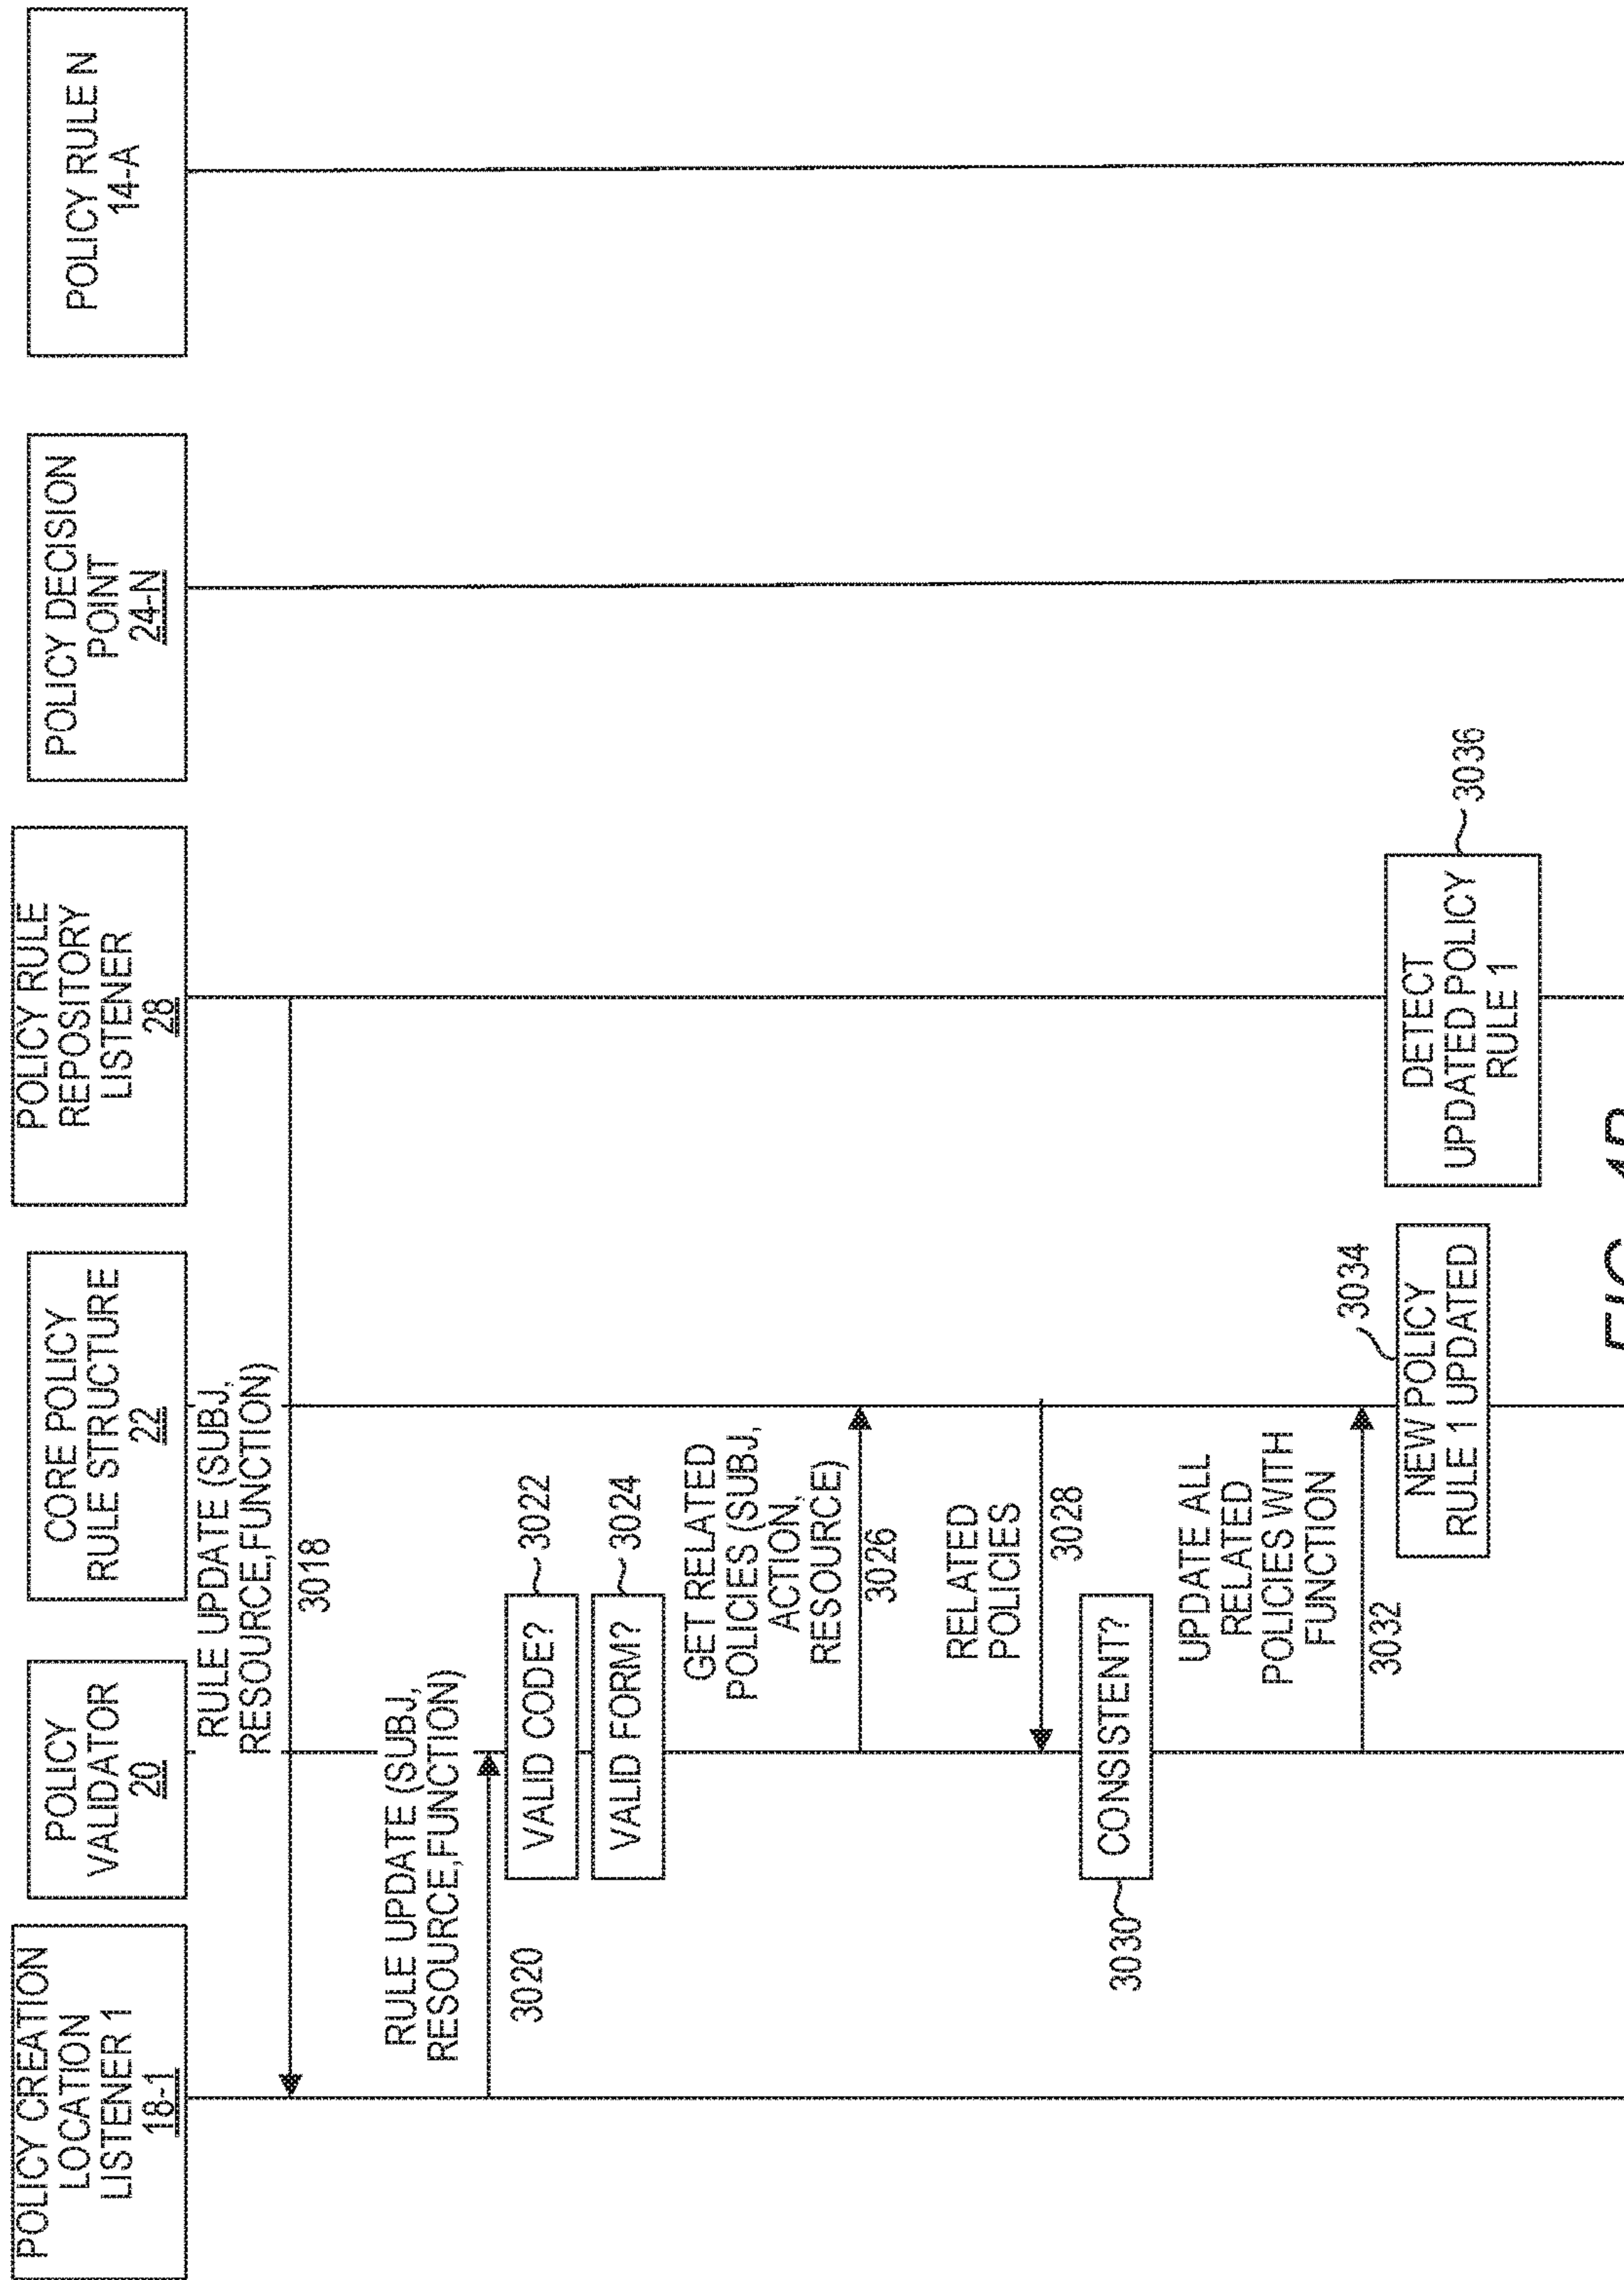 POLICY CREATION
LOCATION
LISTENER 1
18-1
POLICY
VALIDATOR
20
CORE POLICY
RULE STRUCTURE
22
POLICY RULE
REPOSITORY
LISTENER
28
POLICY DECISION
POINT
24-N
POLICY RULE N
14-A
RULE UPDATE (SUBJ,
RESOURCE,FUNCTION)
3018
RULE UPDATE (SUBJ,
RESOURCE,FUNCTION)
3020
VALID CODE?
3022
VALID FORM?
3024
GET RELATED
POLICIES (SUBJ,
ACTION,
RESOURCE)
3026
RELATED
POLICIES
3028
CONSISTENT?
3030
UPDATE ALL
RELATED
POLICIES WITH
FUNCTION
3032
NEW POLICY
RULE 1 UPDATED
3034
DETECT
UPDATED POLICY
RULE 1
3036
FIG.